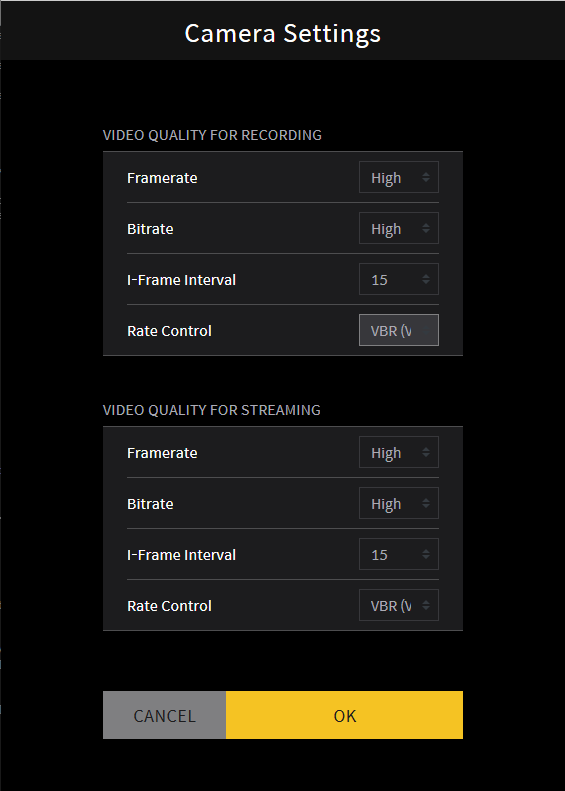 Camera Settings
VIDEO QUALITY FOR RECORDING
Framerate High
Bitrate High
I-Frame Interval 15
Rate Control VBR (V
VIDEO QUALITY FOR STREAMING
Framerate High
Bitrate High
I-Frame Interval 15
Rate Control VBR (V
CANCEL OK